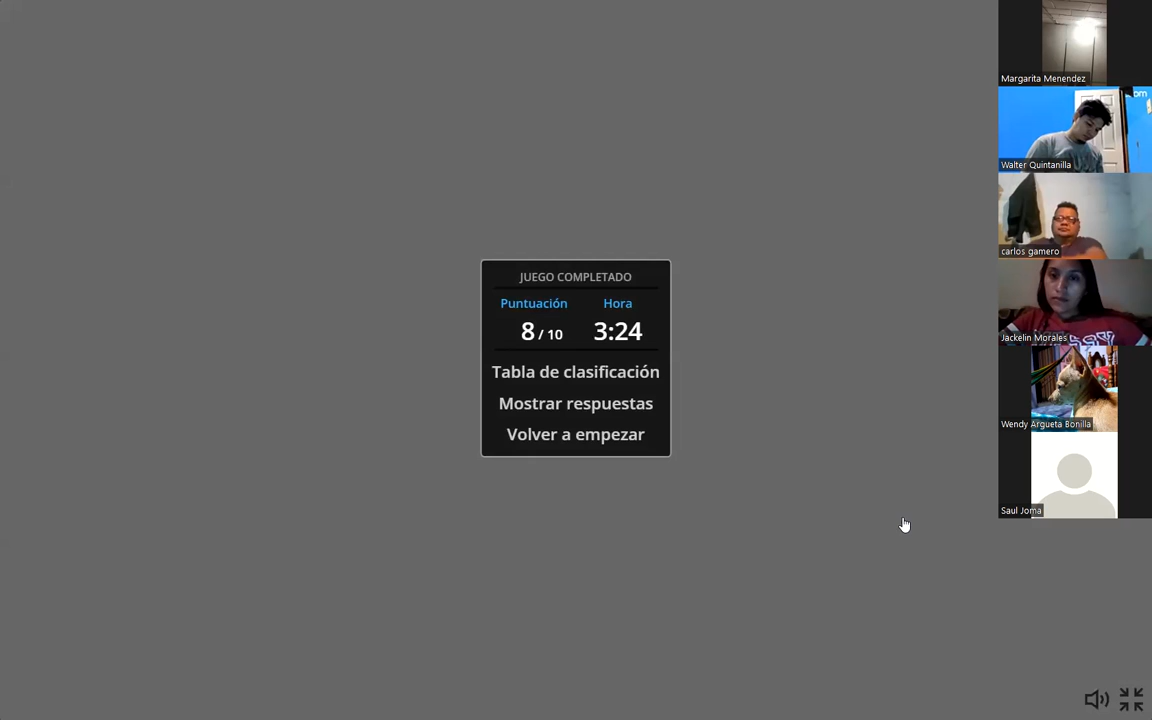 JUEGO COMPLETADO
Puntuación Hora
8 / 10 3:24
Tabla de clasificación
Mostrar respuestas
Volver a empezar
Margarita Menendez
Walter Quintanilla
carlos gamero
Jackelin Morales
Wendy Argueta Bonilla
Saul Joma